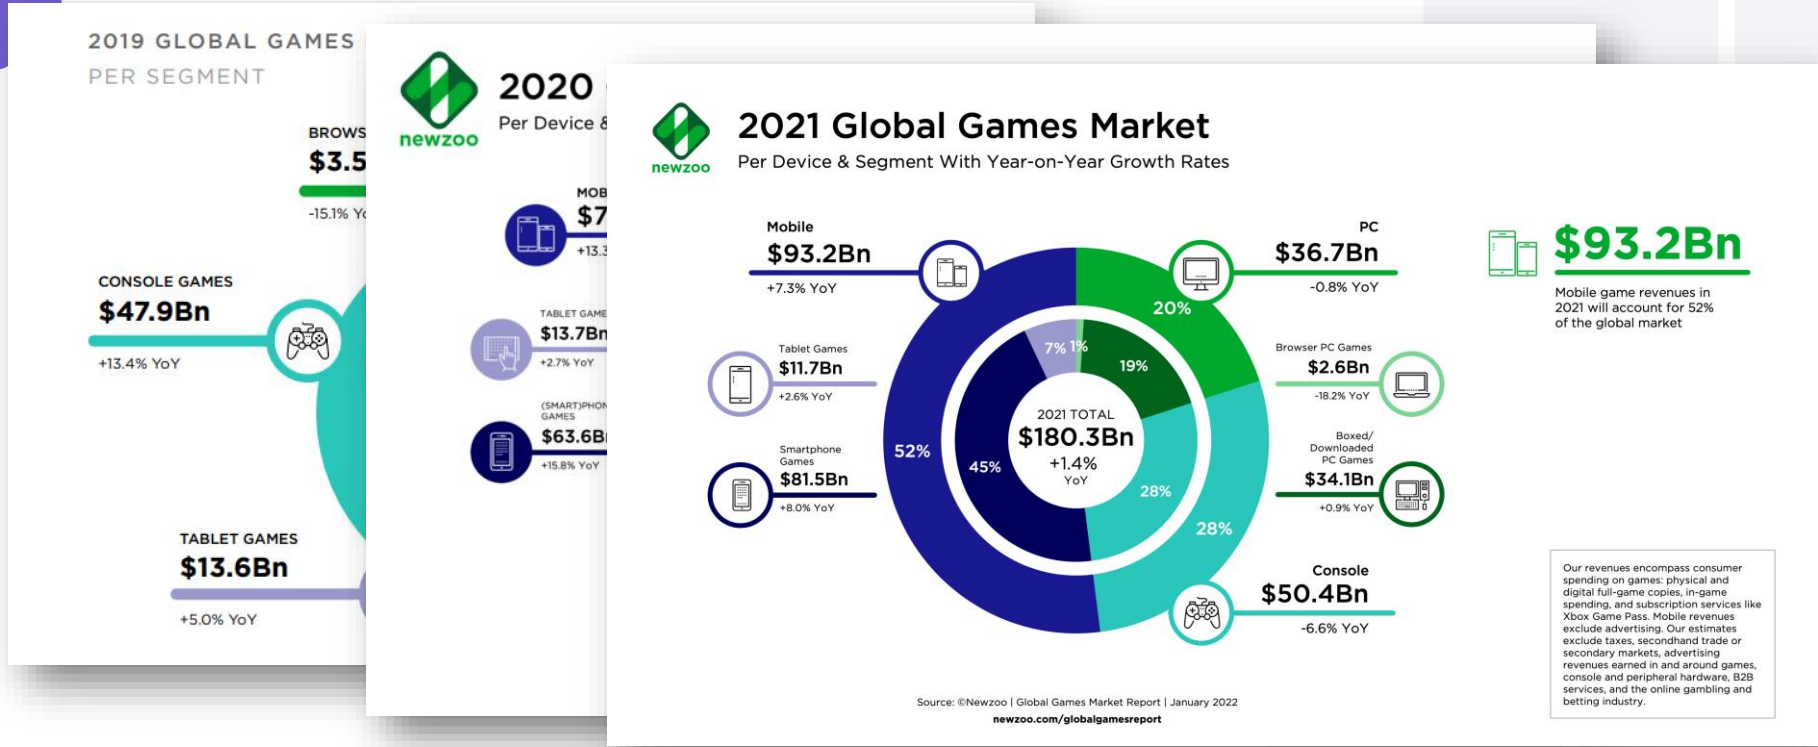 2019 GLOBAL GAMES
PER SEGMENT
$3.5
-15.1%
CONSOLE GAMES
$47.9Bn
+13.4% YoY
TABLET GAMES
$13.6Bn
+5.0% YoY
newzoo
2020
Per Device &
$7
+13.3
TABLET GAME
$13.7Bn
+2.7% YoY
GAMES
$63.6B
+15.8% YoY
newzoo
2021 Global Games Market
Per Device & Segment With Year-on-Year Growth Rates
Mobile
$93.2Bn
+7.3% YoY
Tablet Games
$11.7Bn
+2.6% YoY
Smartphone
Games
$81.5Bn
+8.0% YoY
52%
45%
7%
1%
19%
20%
28%
28%
2021 TOTAL
$180.3Bn
+1.4%
YoY
PC
$36.7Bn
-0.8% YoY
Browser PC Games
$2.6Bn
-18.2% YoY
Boxed/
Downloaded
PC Games
$34.1Bn
+0.9% YoY
Console
$50.4Bn
-6.6% YoY
$93.2Bn
Mobile game revenues in
2021 will account for 52%
of the global market
Our revenues encompass consumer
spending on games: physical and
digital full-game copies, in-game
spending, and subscription services like
Xbox Game Pass. Mobile revenues
exclude advertising. Our estimates
exclude taxes, secondhand trade or
secondary markets, advertising
revenues earned in and around games,
console and peripheral hardware, B2B
services, and the online gambling and
betting industry.
Source: ©Newzoo | Global Games Market Report | January 2022
newzoo.com/globalgamesreport